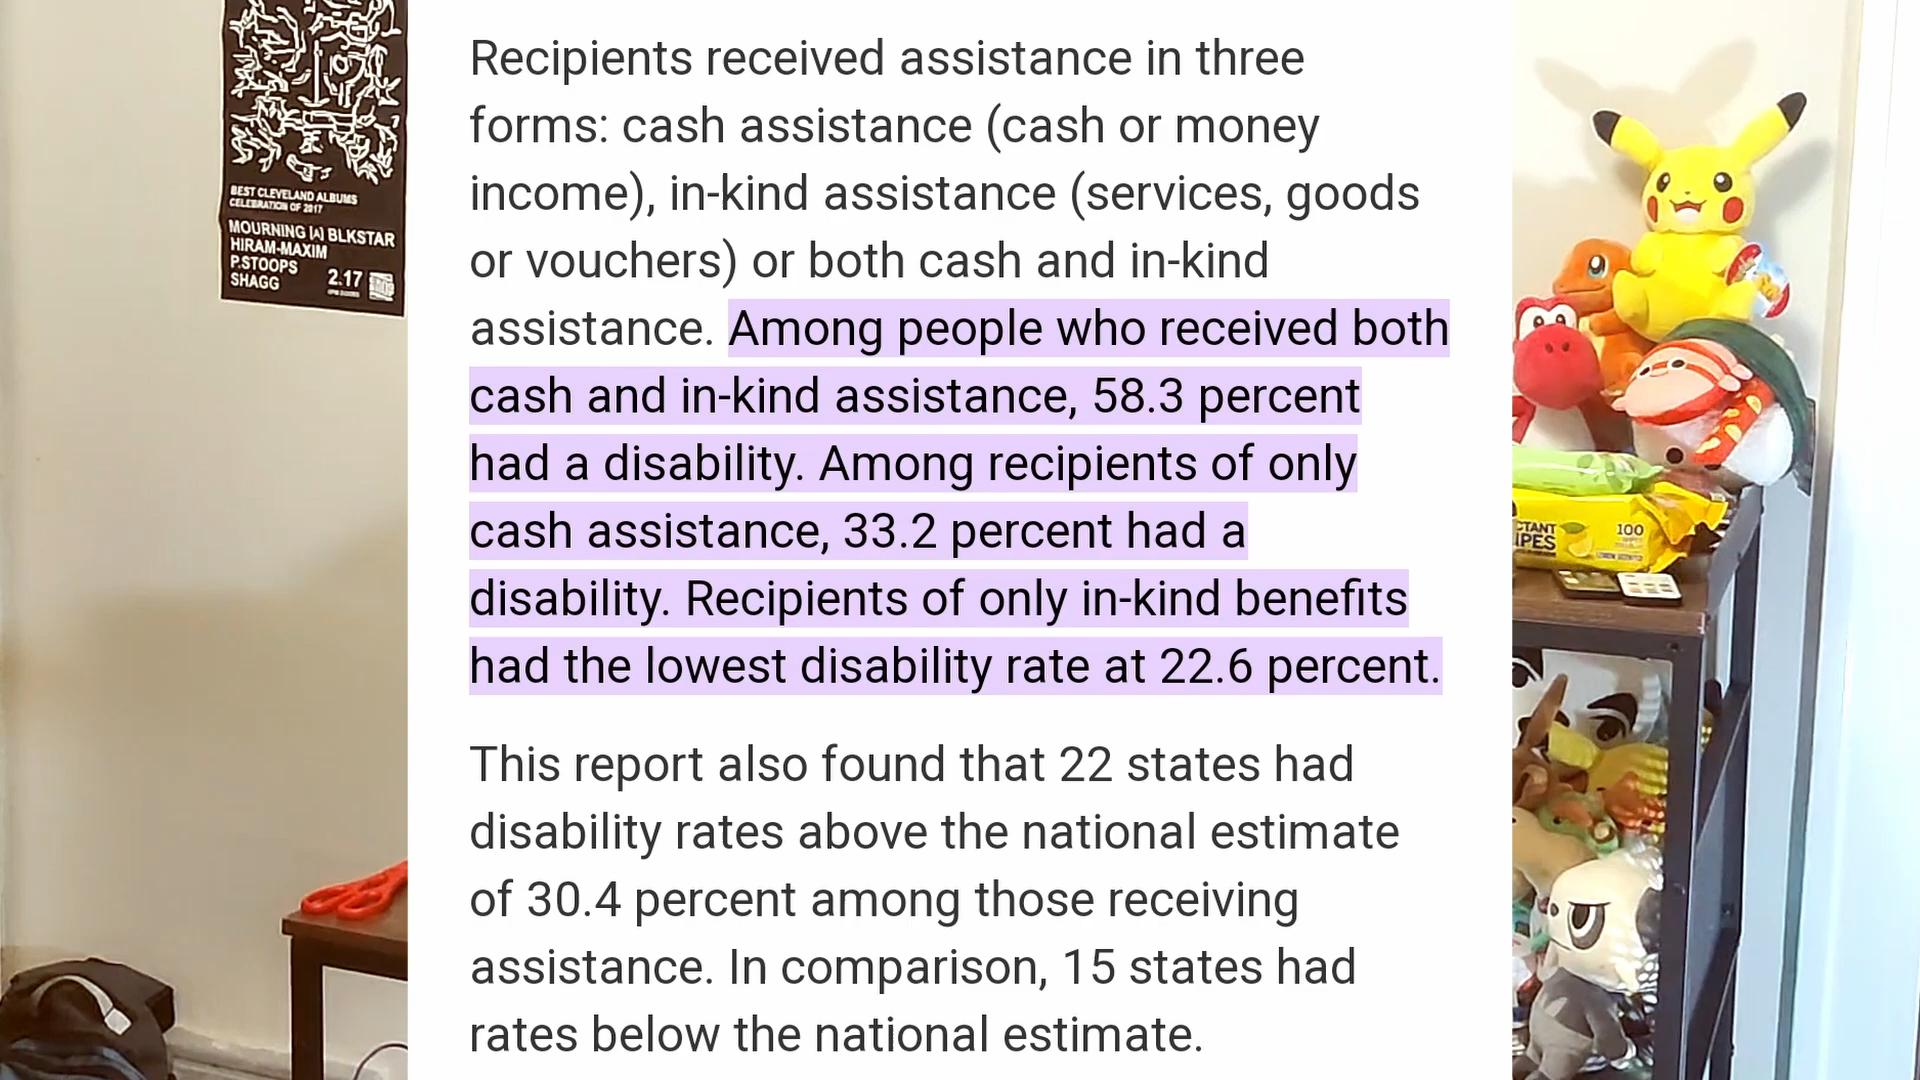 BEST CLEVELAND ALBUMS
CELEBRATION OF 2017
MOURNING [A] BLKSTAR
HIRAM-MAXIM
P.STOOPS
SHAGG
2.17
Recipients received assistance in three
forms: cash assistance (cash or money
income), in-kind assistance (services, goods
or vouchers) or both cash and in-kind
assistance. Among people who received both
cash and in-kind assistance, 58.3 percent
had a disability. Among recipients of only
cash assistance, 33.2 percent had a
disability. Recipients of only in-kind benefits
had the lowest disability rate at 22.6 percent.
This report also found that 22 states had
disability rates above the national estimate
of 30.4 percent among those receiving
assistance. In comparison, 15 states had
rates below the national estimate.
CTANT
IPES
100